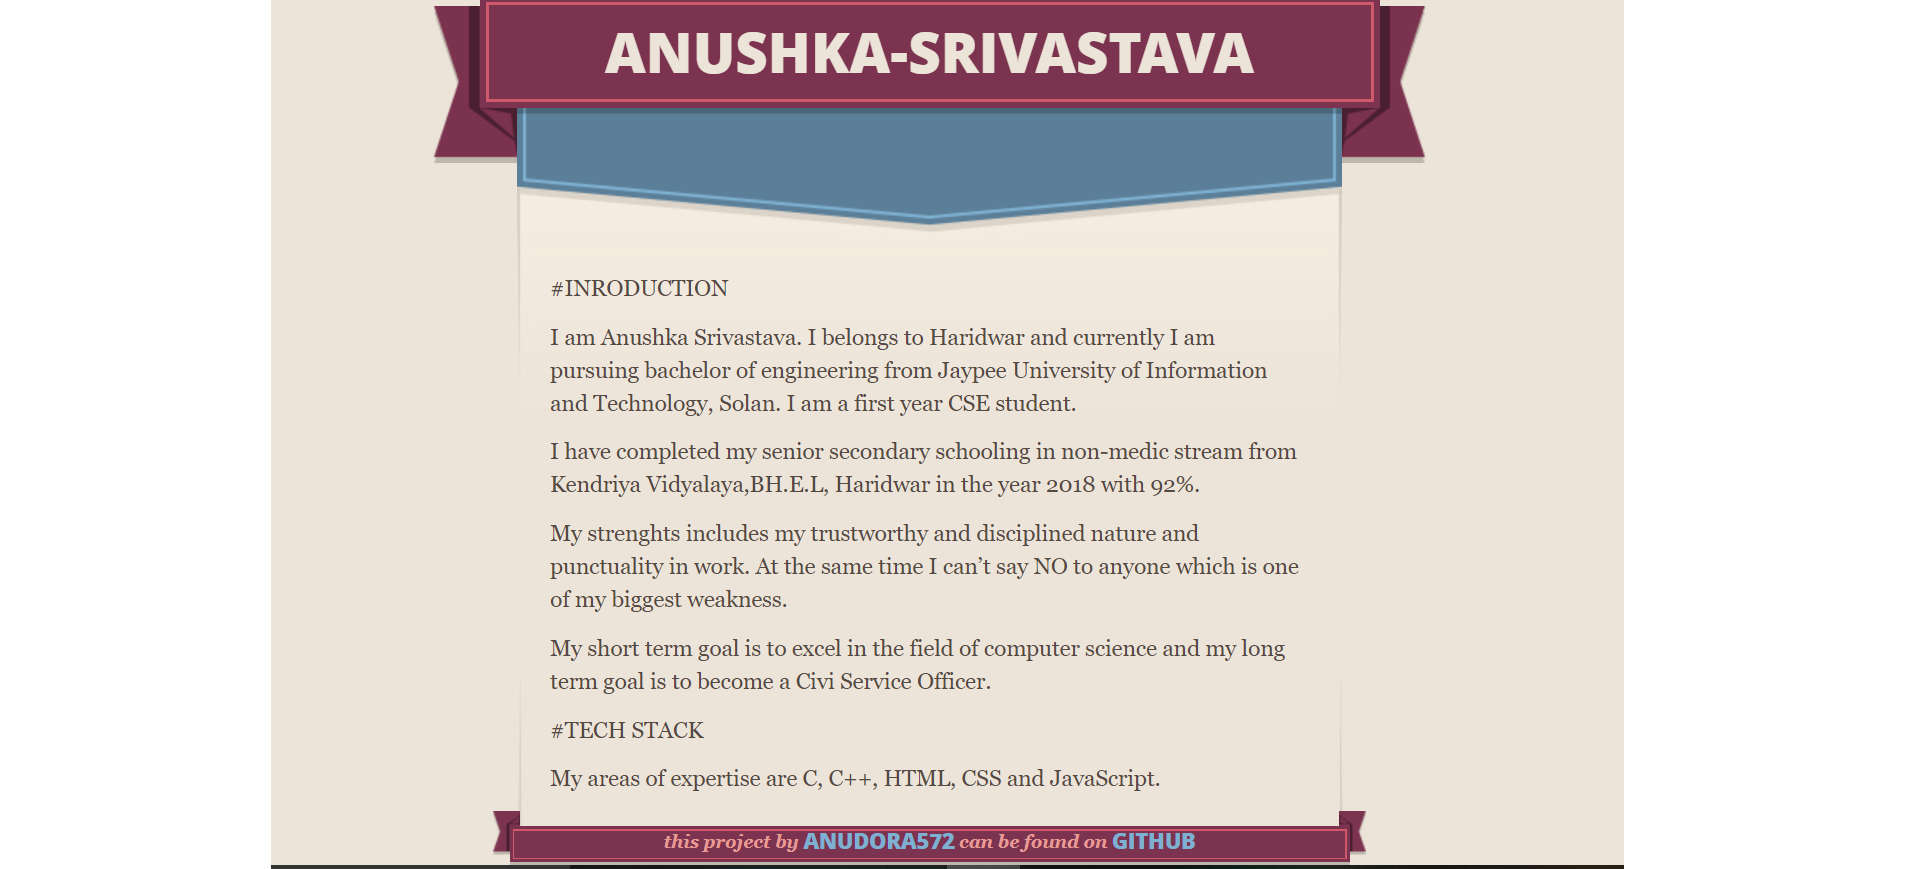 ANUSHKA-SRIVASTAVA
#INRODUCTION
I am Anushka Srivastava. I belongs to Haridwar and currently I am
pursuing bachelor of engineering from Jaypee University of Information
and Technology, Solan. I am a first year CSE student.
I have completed my senior secondary schooling in non-medic stream from
Kendriya Vidyalaya,BH.E.L, Haridwar in the year 2018 with 92%.
My strenghts includes my trustworthy and disciplined nature and
punctuality in work. At the same time I can’t say NO to anyone which is one
of my biggest weakness.
My short term goal is to excel in the field of computer science and my long
term goal is to become a Civi Service Officer.
#TECH STACK
My areas of expertise are C, C++, HTML, CSS and JavaScript.
this project by ANUDORA572 can be found on GITHUB